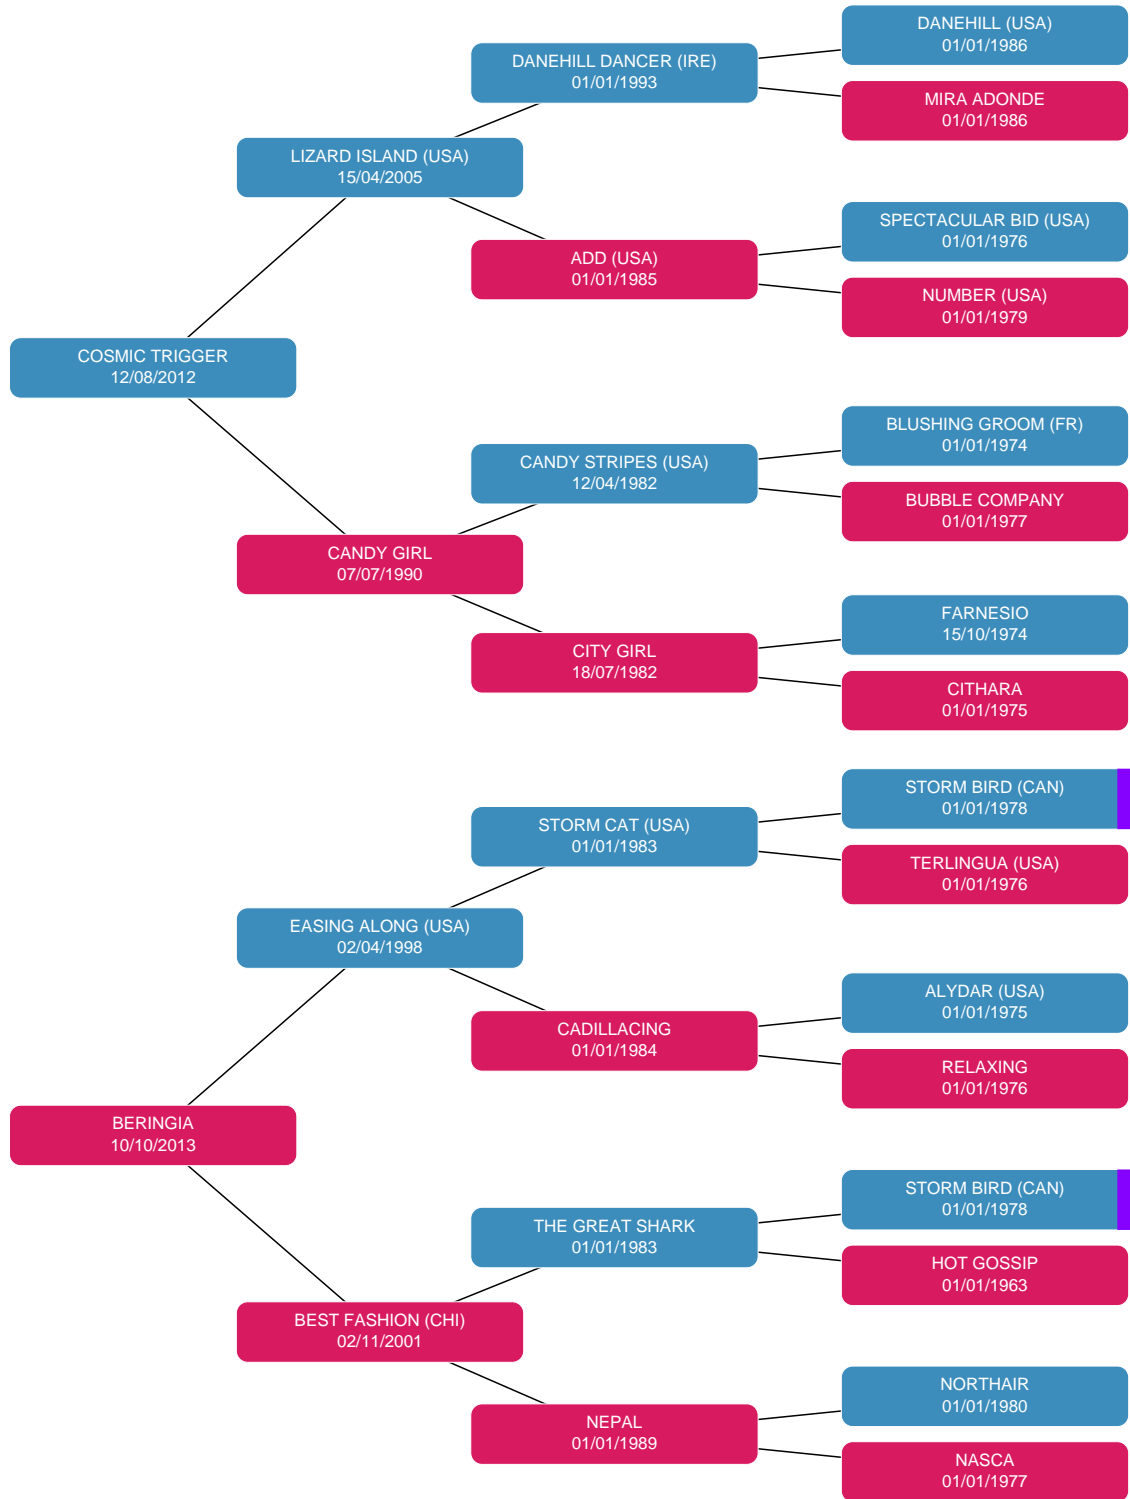 DANEHILL (USA)
01/01/1986
DANEHILL DANCER (IRE)
01/01/1993
MIRA ADONDE
01/01/1986
LIZARD ISLAND (USA)
15/04/2005
SPECTACULAR BID (USA)
01/01/1976
ADD (USA)
01/01/1985
NUMBER (USA)
01/01/1979
COSMIC TRIGGER
12/08/2012
BLUSHING GROOM (FR)
01/01/1974
CANDY STRIPES (USA)
12/04/1982
BUBBLE COMPANY
01/01/1977
CANDY GIRL
07/07/1990
FARNESIO
15/10/1974
CITY GIRL
18/07/1982
CITHARA
01/01/1975
STORM BIRD (CAN)
01/01/1978
STORM CAT (USA)
01/01/1983
TERLINGUA (USA)
01/01/1976
EASING ALONG (USA)
02/04/1998
ALYDAR (USA)
01/01/1975
CADILLACING
01/01/1984
RELAXING
01/01/1976
BERINGIA
10/10/2013
STORM BIRD (CAN)
01/01/1978
THE GREAT SHARK
01/01/1983
HOT GOSSIP
01/01/1963
BEST FASHION (CHI)
02/11/2001
NORTHAIR
01/01/1980
NEPAL
01/01/1989
NASCA
01/01/1977